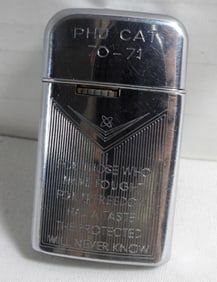 PHU CAT
70-71
FOR THOSE WHO
HAVE FOUGHT
FOR IT FREEDOM
HAS A TASTE
THE PROTECTED
WILL NEVER KNOW